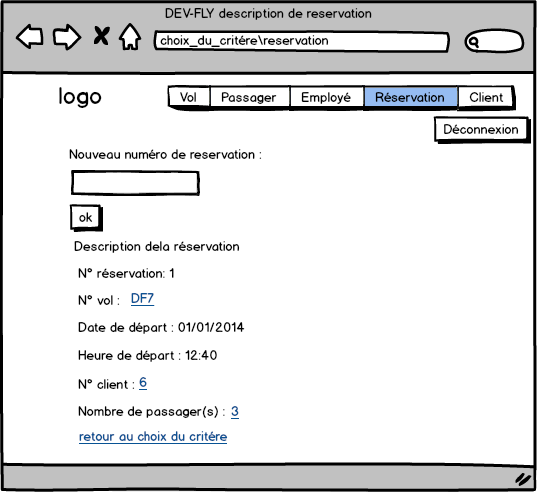 DEV-FLY description de reservation
choix_du_critére\reservation
logo
Vol Passager Employé Réservation Client
Déconnexion
Nouveau numéro de reservation :
ok
Description dela réservation
N° réservation: 1
N° vol : DF7
Date de départ : 01/01/2014
Heure de départ : 12:40
N° client : 6
Nombre de passager(s) : 3
retour au choix du critére